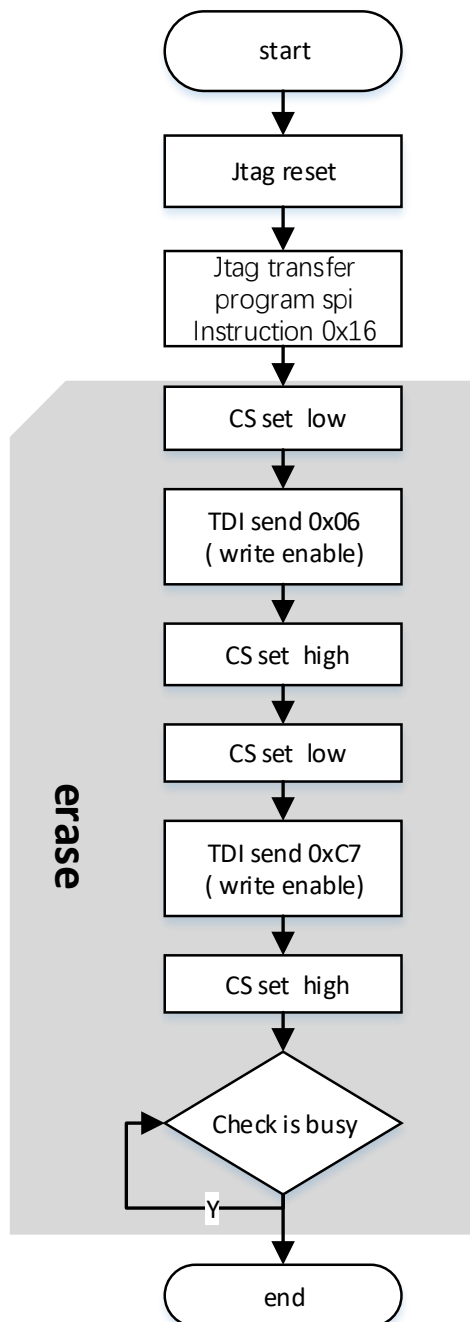 start
Jtag reset
Jtag transfer
program spi
Instruction 0x16
CS set low
TDI send 0x06
( write enable)
CS set high
CS set low
erase
TDI send 0xC7
( write enable)
CS set high
Check is busy
Y
end